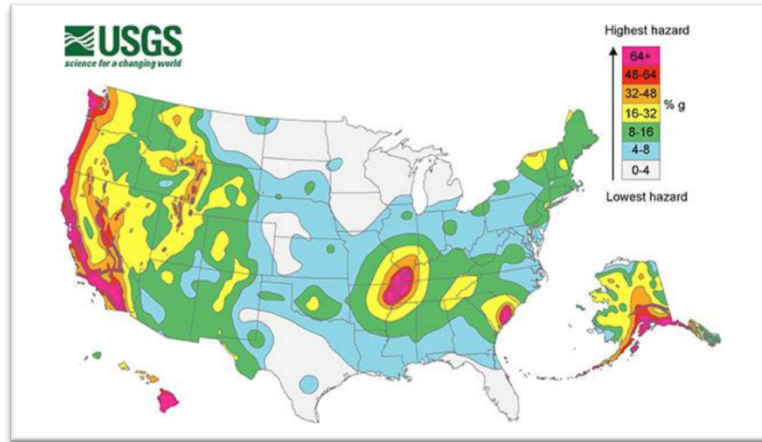 USGS
science for a changing world
Highest hazard
64+
48-64
32-48
16-32
% g
8-16
4-8
0-4
Lowest hazard